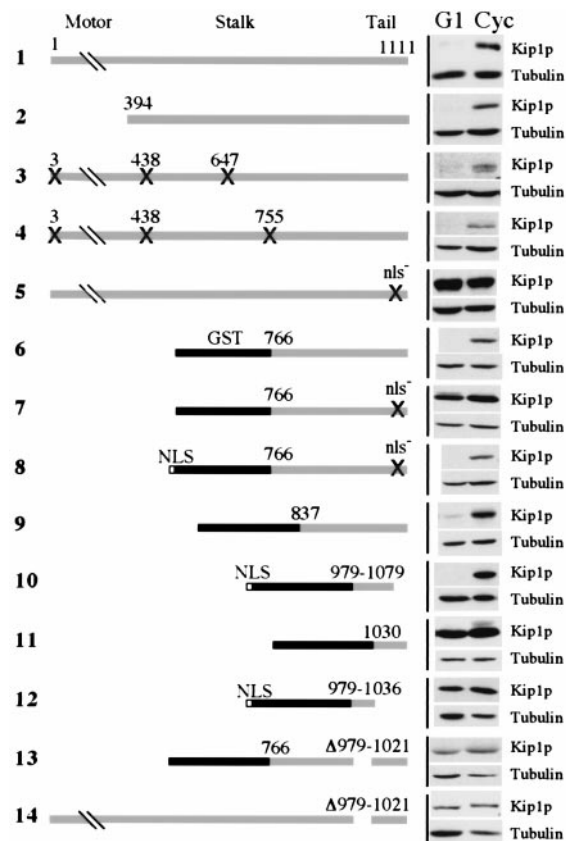 Motor Stalk Tail G1 Cyc
1 1111 Kip1p
1 Tubulin
394 Kip1p
2 Tubulin
3 438 647 Kip1p
3 X X X Tubulin
3 438 755 Kip1p
4 X X X Tubulin
nls- Kip1p
5 X Tubulin
GST 766 Kip1p
6 Tubulin
766 nls- Kip1p
7 X Tubulin
NLS 766 nls- Kip1p
8 X Tubulin
837 Kip1p
9 Tubulin
NLS 979-1079 Kip1p
10 Tubulin
1030 Kip1p
11 Tubulin
NLS 979-1036 Kip1p
12 Tubulin
766 Δ979-1021 Kip1p
13 Tubulin
Δ979-1021 Kip1p
14 Tubulin